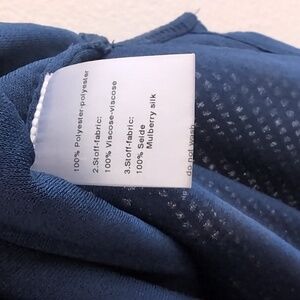 100% Polyester-polyester
2.Stoff-fabric:
100% Viscose-viscose
3.Stoff-fabric:
100% Seide
Mulberry silk
do not wash